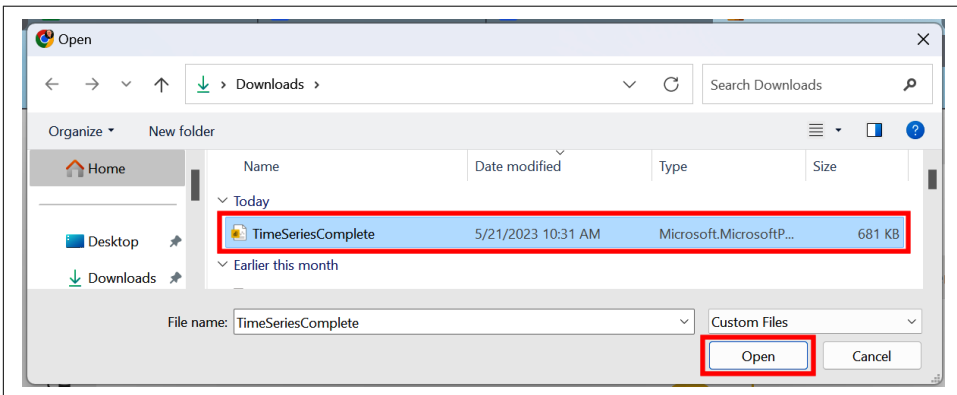 Open
Downloads
Search Downloads
Organize
New folder
?
Home
Name
Date modified
Type
Size
Today
Desktop
TimeSeriesComplete
5/21/2023 10:31 AM
Microsoft.MicrosoftP...
681 KB
Earlier this month
Downloads
File name:
TimeSeriesComplete
Custom Files
Open
Cancel